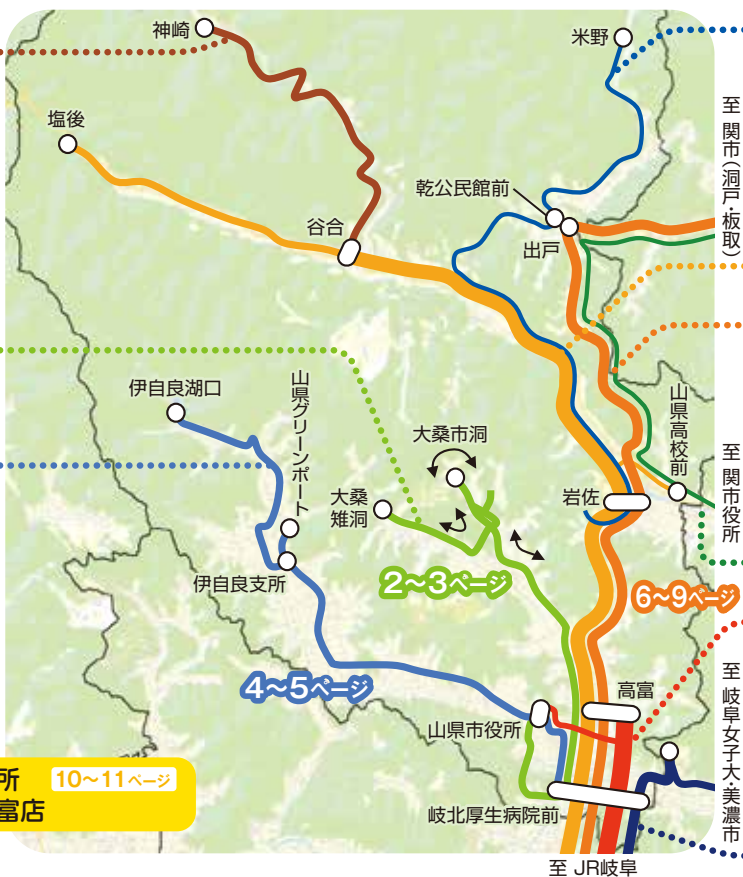 神崎
米野
塩後
至 関市(洞戸・板取)
乾公民館前
谷合
出戸
伊自良湖口
山県グリーンポート
山県高校前
大桑市洞
大桑
雉洞
岩佐
至 関市役所
伊自良支所
2~3ページ
6~9ページ
4~5ページ
高富
至 岐阜女子大・美濃市
山県市役所
所 10~11ページ
富店
岐北厚生病院前
至 JR岐阜